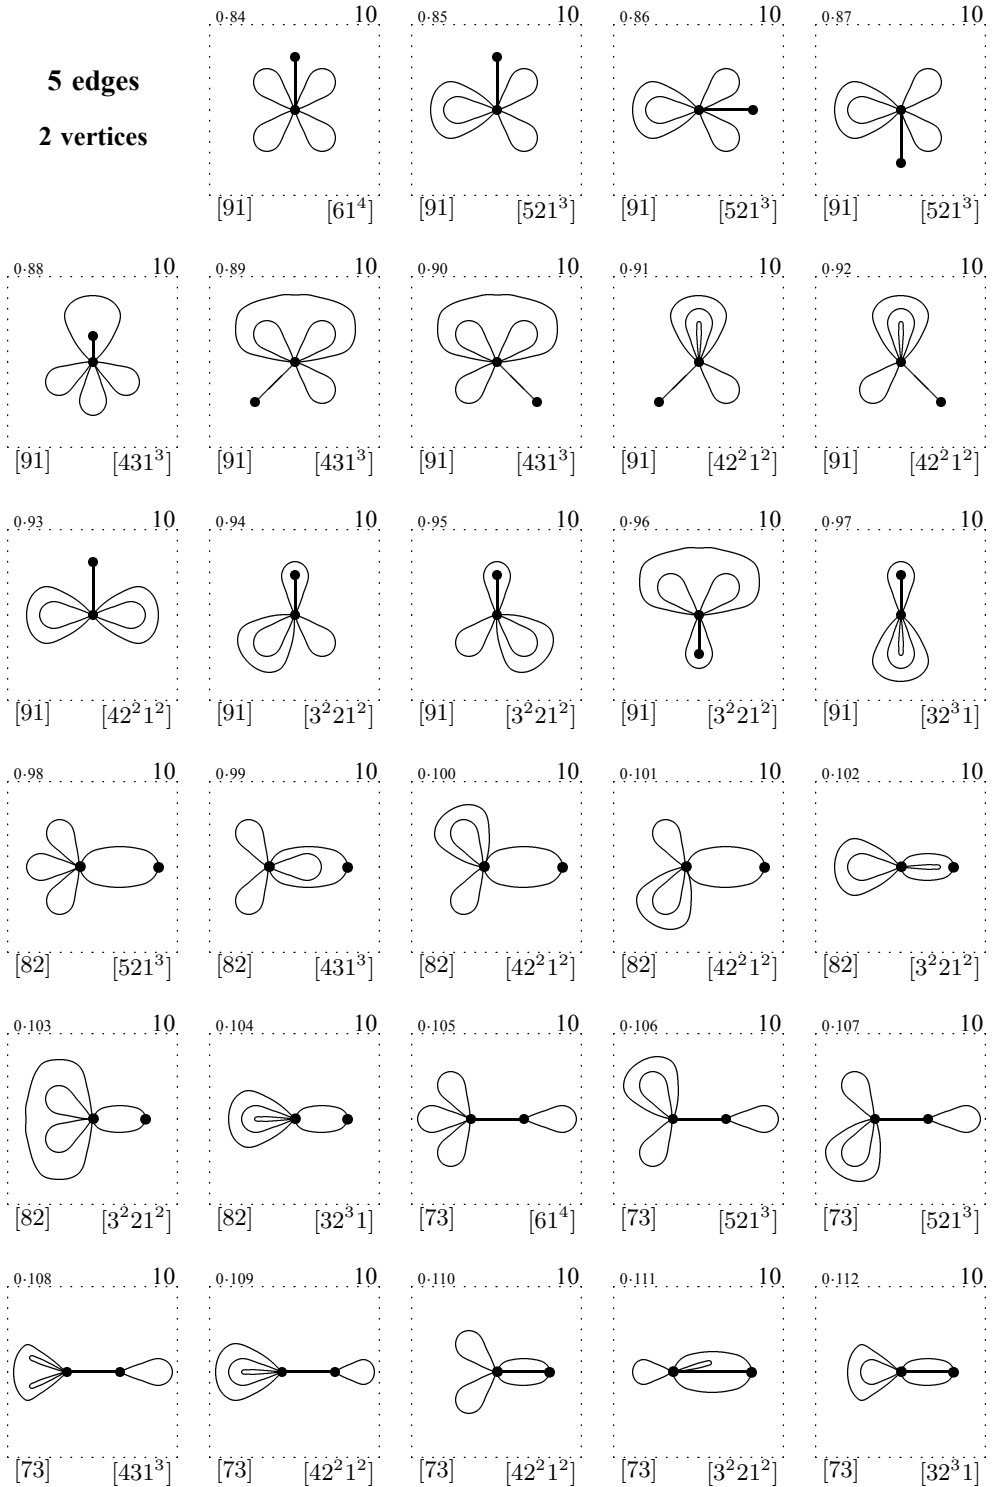 0·84 10 0·85 10 0·86 10 0·87 10
5 edges
2 vertices
[91] [61⁴] [91] [521³] [91] [521³] [91] [521³]
0·88 10 0·89 10 0·90 10 0·91 10 0·92 10
[91] [431³] [91] [431³] [91] [431³] [91] [42²1²] [91] [42²1²]
0·93 10 0·94 10 0·95 10 0·96 10 0·97 10
[91] [42²1²] [91] [3²21²] [91] [3²21²] [91] [3²21²] [91] [32³1]
0·98 10 0·99 10 0·100 10 0·101 10 0·102 10
[82] [521³] [82] [431³] [82] [42²1²] [82] [42²1²] [82] [3²21²]
0·103 10 0·104 10 0·105 10 0·106 10 0·107 10
[82] [3²21²] [82] [32³1] [73] [61⁴] [73] [521³] [73] [521³]
0·108 10 0·109 10 0·110 10 0·111 10 0·112 10
[73] [431³] [73] [42²1²] [73] [42²1²] [73] [3²21²] [73] [32³1]